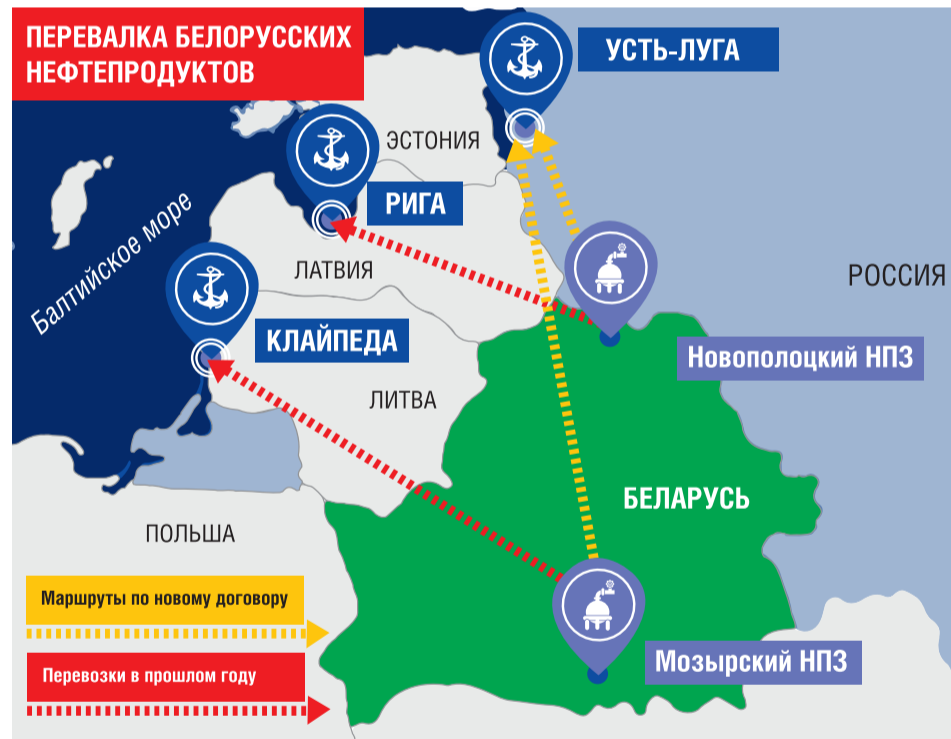 ПЕРЕВАЛКА БЕЛОРУССКИХ
НЕФТЕПРОДУКТОВ
УСТЬ-ЛУГА
ЭСТОНИЯ
РИГА
Балтийское море
ЛАТВИЯ
РОССИЯ
КЛАЙПЕДА
Новополоцкий НПЗ
ЛИТВА
БЕЛАРУСЬ
ПОЛЬША
Маршруты по новому договору
Мозырский НПЗ
Перевозки в прошлом году